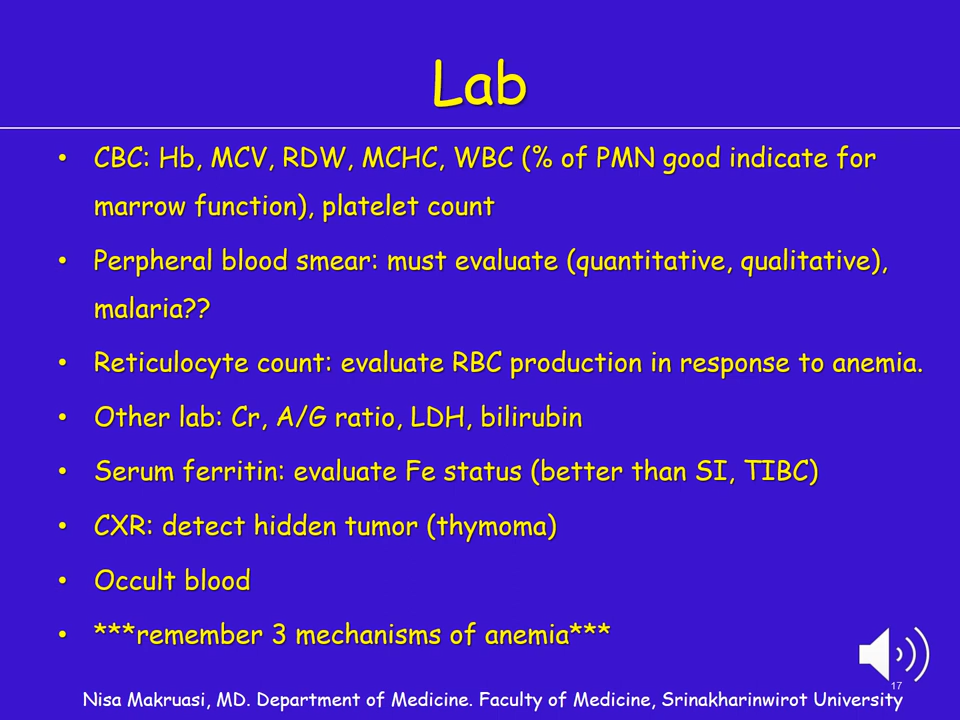 Lab
• CBC: Hb, MCV, RDW, MCHC, WBC (% of PMN good indicate for
marrow function), platelet count
• Perpheral blood smear: must evaluate (quantitative, qualitative),
malaria??
• Reticulocyte count: evaluate RBC production in response to anemia.
• Other lab: Cr, A/G ratio, LDH, bilirubin
• Serum ferritin: evaluate Fe status (better than SI, TIBC)
• CXR: detect hidden tumor (thymoma)
• Occult blood
• ***remember 3 mechanisms of anemia***
17
Nisa Makruasi, MD. Department of Medicine. Faculty of Medicine, Srinakharinwirot University